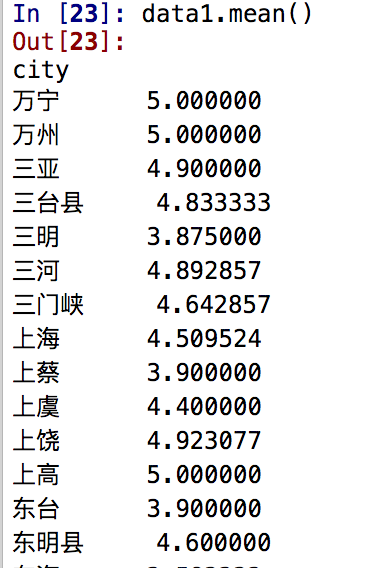 In [23]: data1.mean()
Out[23]:
city
万宁 5.000000
万州 5.000000
三亚 4.900000
三台县 4.833333
三明 3.875000
三河 4.892857
三门峡 4.642857
上海 4.509524
上蔡 3.900000
上虞 4.400000
上饶 4.923077
上高 5.000000
东台 3.900000
东明县 4.600000